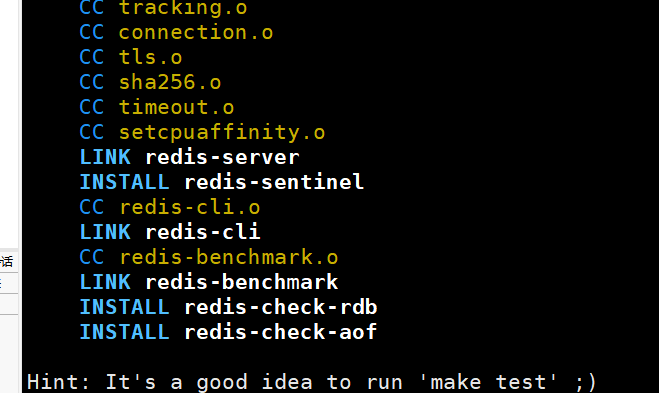 CC tracking.o
CC connection.o
CC tls.o
CC sha256.o
CC timeout.o
CC setcpuaffinity.o
LINK redis-server
INSTALL redis-sentinel
CC redis-cli.o
LINK redis-cli
CC redis-benchmark.o
LINK redis-benchmark
INSTALL redis-check-rdb
INSTALL redis-check-aof
Hint: It's a good idea to run 'make test' ;)
话